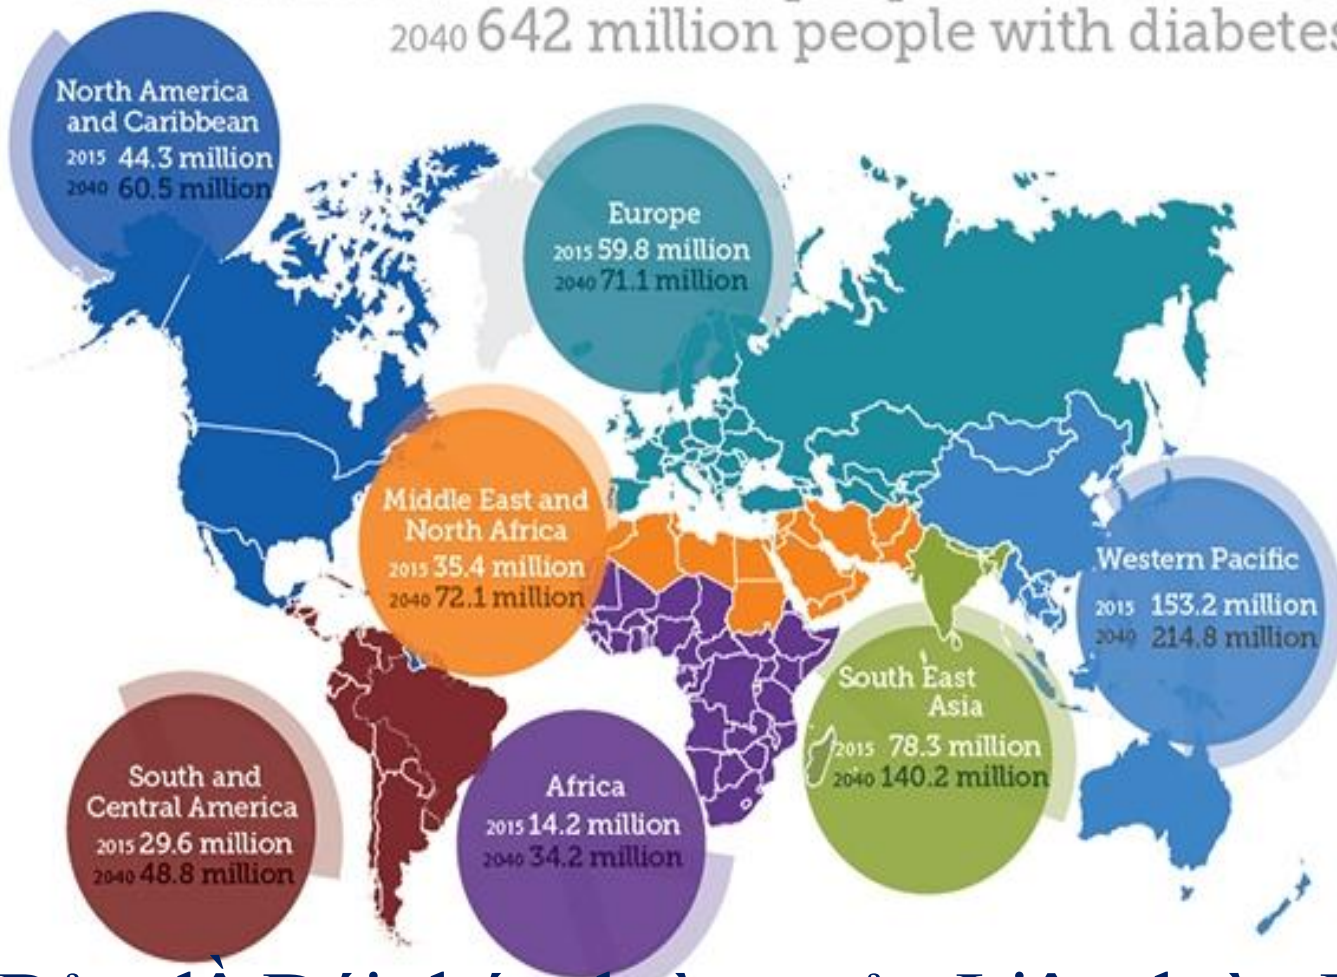 2040 642 million people with
North America
and Caribbean
2015 44.3 million
2040 60.5 million
Europe
2015 59.8 million
2040 71.1 million
Middle East and
North Africa
2015 35.4 million
2040 72.1 million
Western Pacific
2015 153.2 million
2040 214.8 million
South East
Asia
2015 78.3 million
2040 140.2 million
South and
Central America
2015 29.6 million
2040 48.8 million
Africa
2015 14.2 million
2040 34.2 million